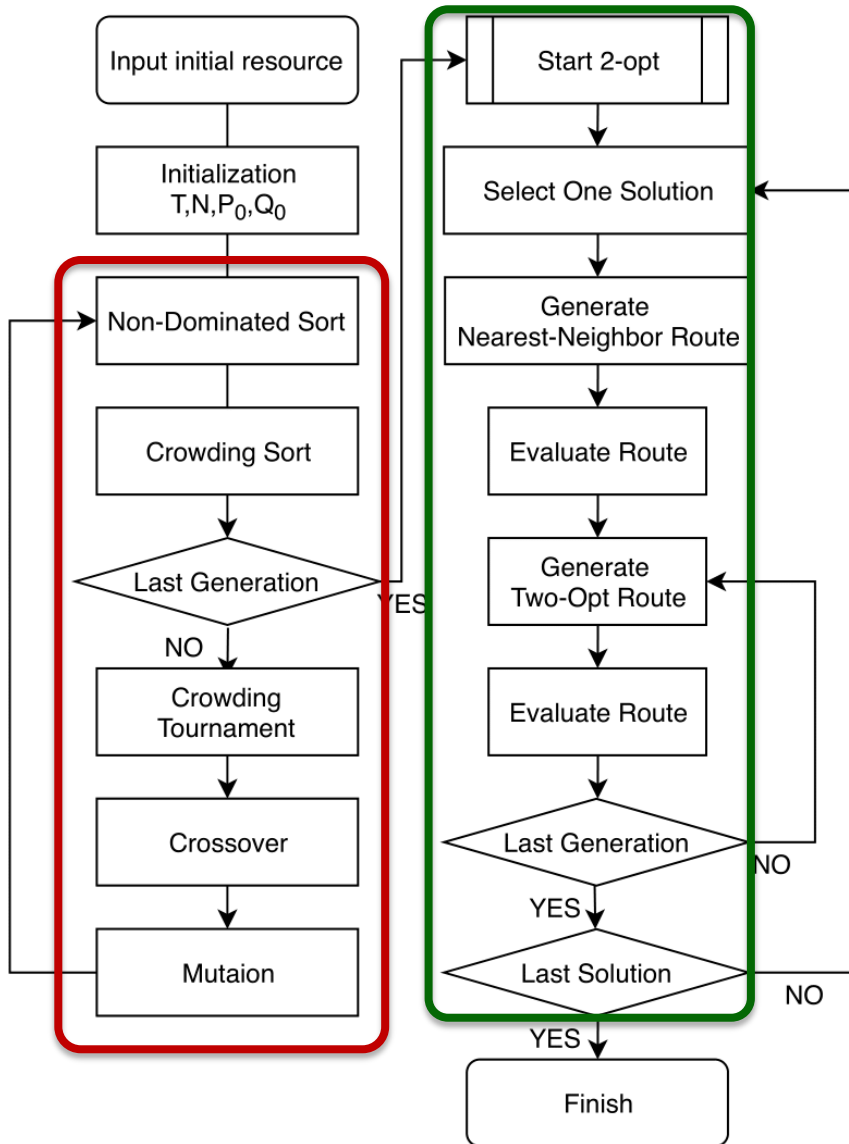 Input initial resource
Initialization
T,N,P₀,Q₀
Non-Dominated Sort
Crowding Sort
Last Generation
YES
NO
Crowding
Tournament
Crossover
Mutaion
Start 2-opt
Select One Solution
Generate
Nearest-Neighbor Route
Evaluate Route
Generate
Two-Opt Route
Evaluate Route
Last Generation
NO
YES
Last Solution
NO
YES
Finish